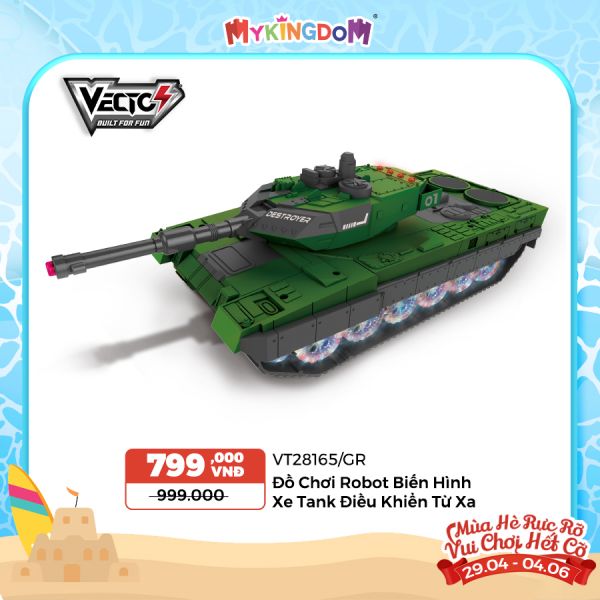 MYKINGDOM®
VECTO
BUILT FOR FUN
DESTROYER
01
799 ,000 VNĐ
999.000
VT28165/GR
Đồ Chơi Robot Biến Hình
Xe Tank Điều Khiển Từ Xa
Mùa Hè Rực Rỡ
Vui Chơi Hết Cỡ
29.04 - 04.06